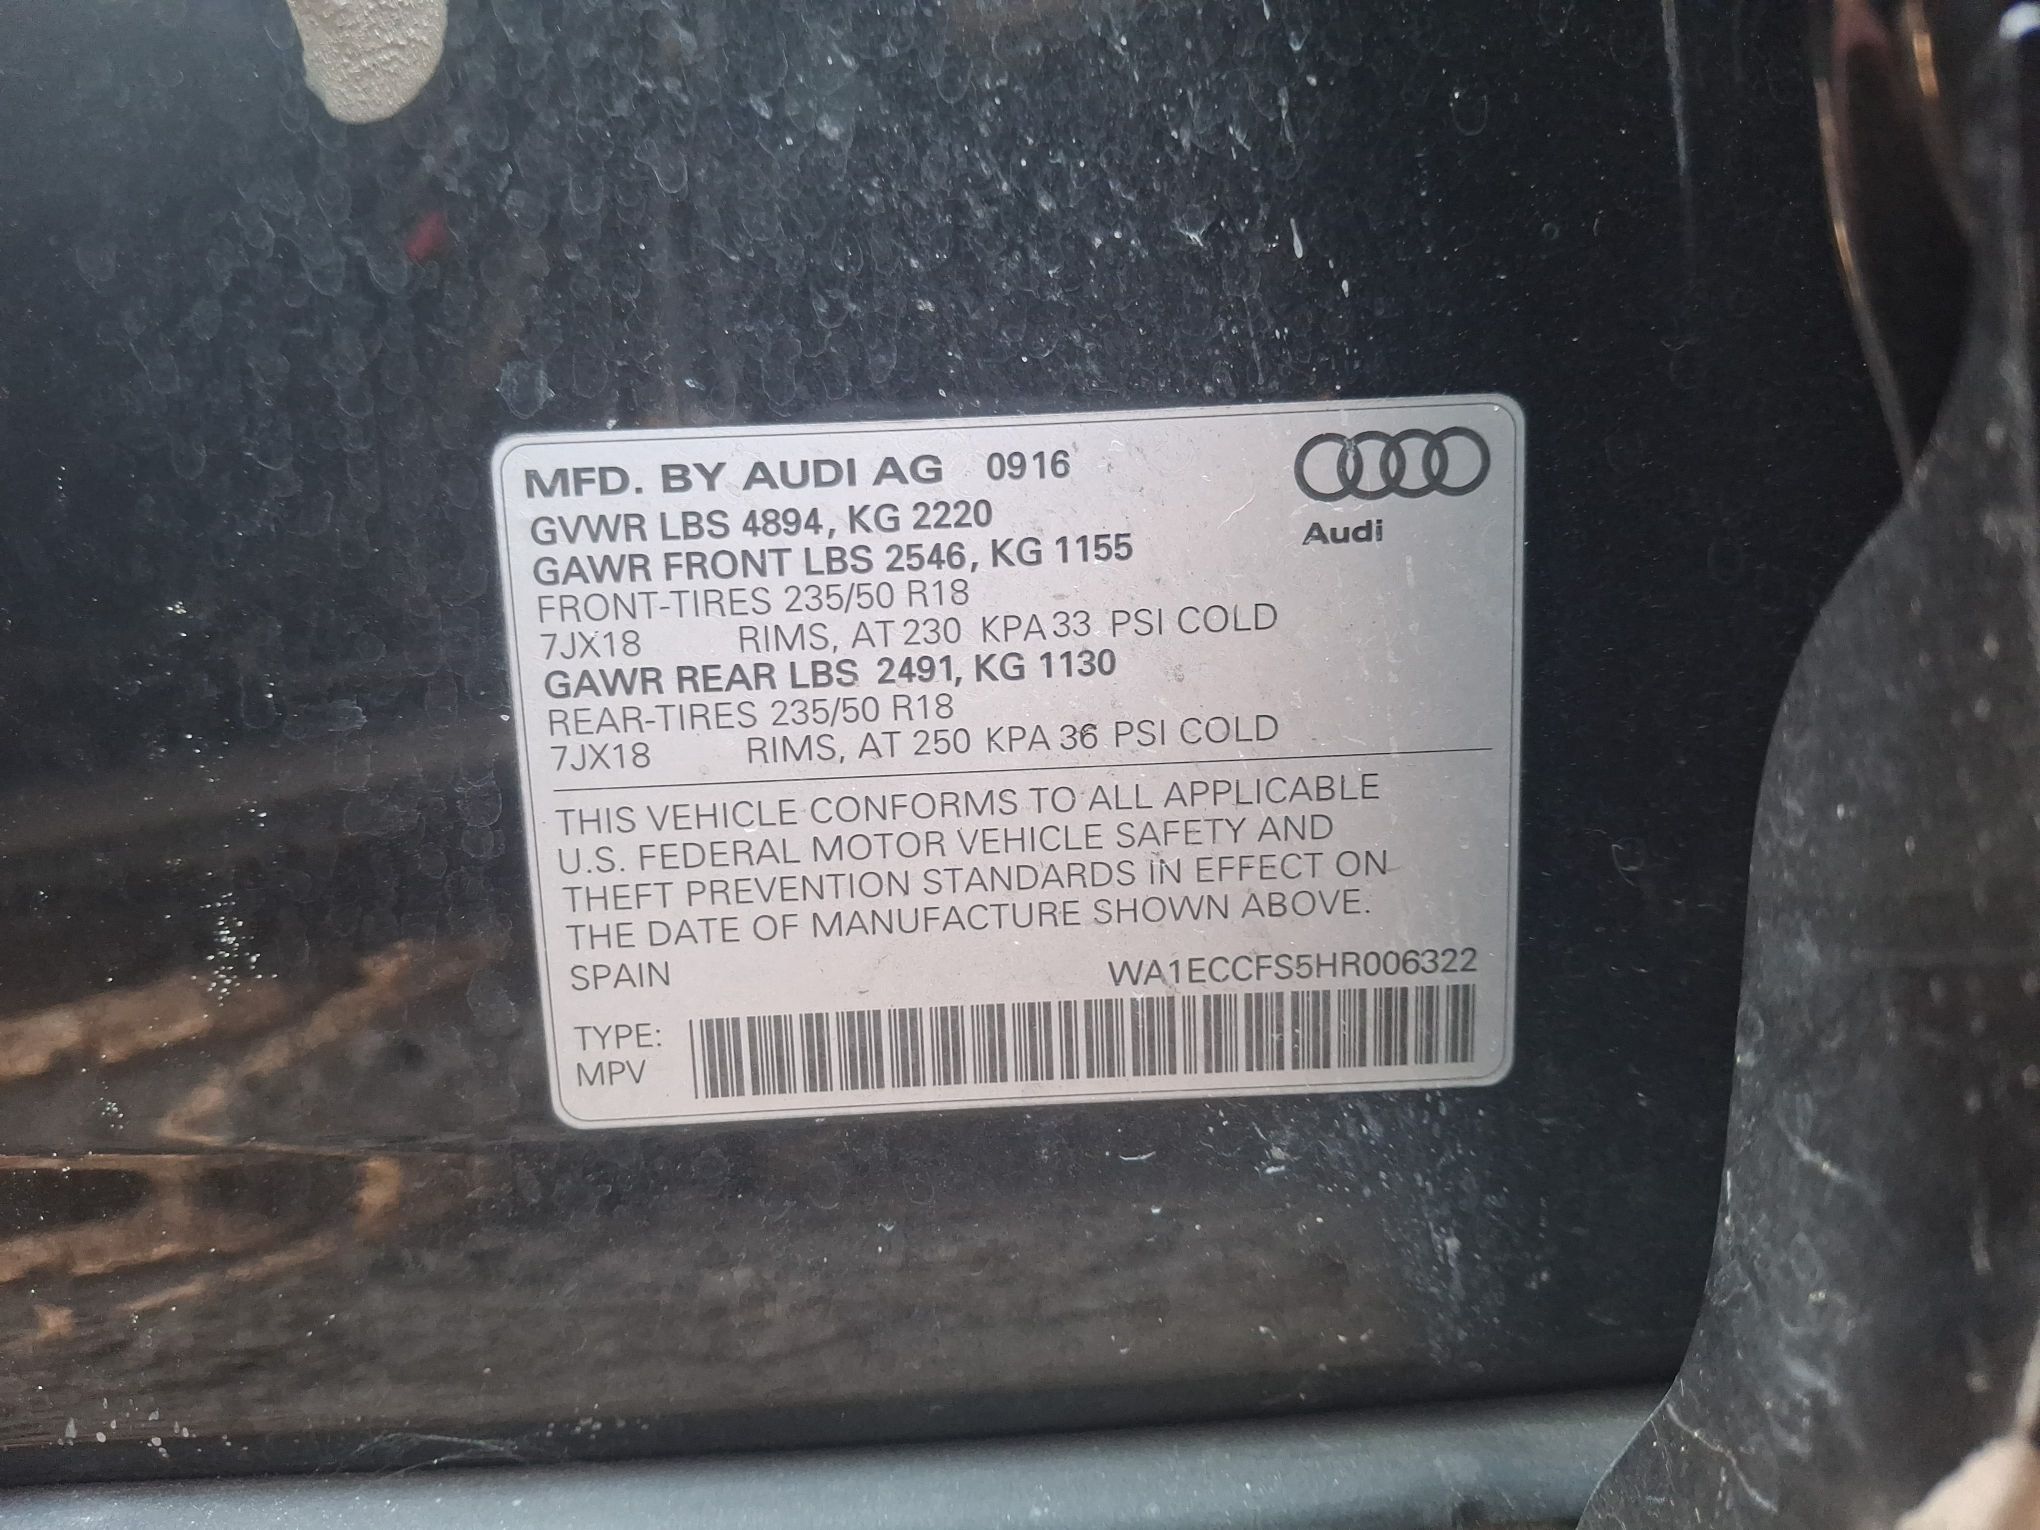 MFD. BY AUDI AG 0916
GVWR LBS 4894, KG 2220
GAWR FRONT LBS 2546, KG 1155
Audi
FRONT-TIRES 235/50 R18
7JX18 RIMS, AT 230 KPA 33 PSI COLD
GAWR REAR LBS 2491, KG 1130
REAR-TIRES 235/50 R18
7JX18 RIMS, AT 250 KPA 36 PSI COLD
THIS VEHICLE CONFORMS TO ALL APPLICABLE
U.S. FEDERAL MOTOR VEHICLE SAFETY AND
THEFT PREVENTION STANDARDS IN EFFECT ON
THE DATE OF MANUFACTURE SHOWN ABOVE.
SPAIN WA1ECCFS5HR006322
TYPE:
MPV